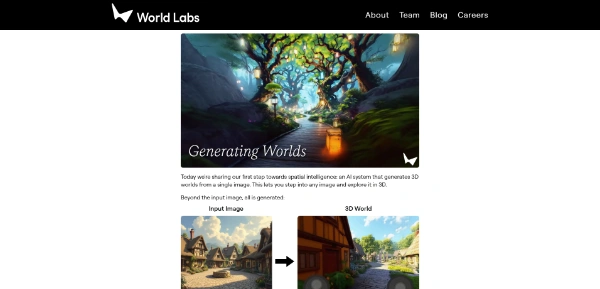 World Labs
About Team Blog Careers
Generating Worlds
Today we're sharing our first step towards spatial intelligence: an AI system that generates 3D
worlds from a single image. This lets you step into any image and explore it in 3D.
Beyond the input image, all is generated:
Input Image
3D World